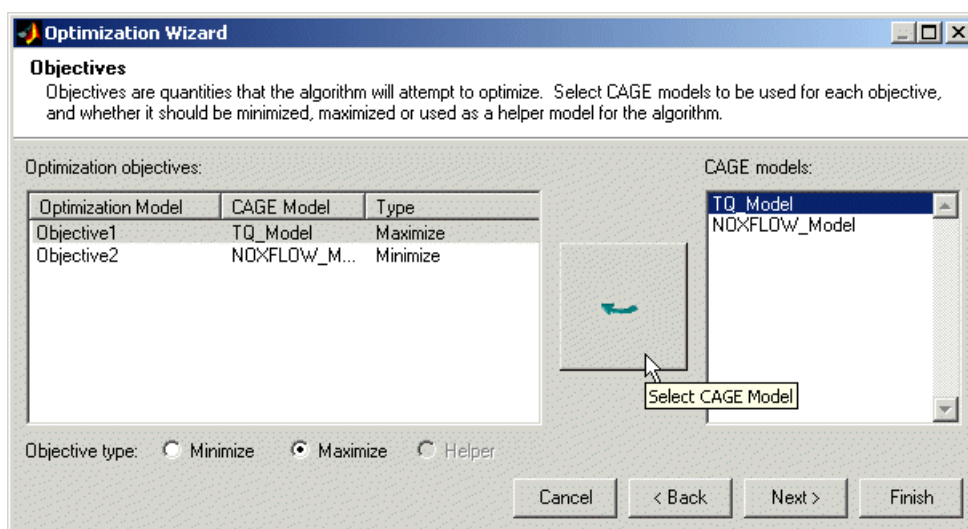 Optimization Wizard
Objectives
Objectives are quantities that the algorithm will attempt to optimize. Select CAGE models to be used for each objective,
and whether it should be minimized, maximized or used as a helper model for the algorithm.
Optimization objectives:
CAGE models:
Optimization Model CAGE Model Type
Objective1 TQ_Model Maximize
Objective2 NOXFLOW_M... Minimize
TQ_Model
NOXFLOW_Model
Select CAGE Model
Objective type: Minimize Maximize Helper
Cancel < Back Next > Finish